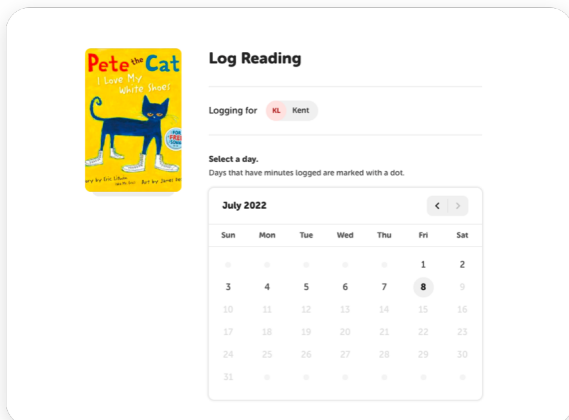 Pete the Cat
I Love My
White Shoes
FREE
Log Reading
Logging for KL Kent
Select a day.
Days that have minutes logged are marked with a dot.
July 2022
Sun Mon Tue Wed Thu Fri Sat
1 2
3 4 5 6 7 8 9
10 11 12 13 14 15 16
17 18 19 20 21 22 23
24 25 26 27 28 29 30
31